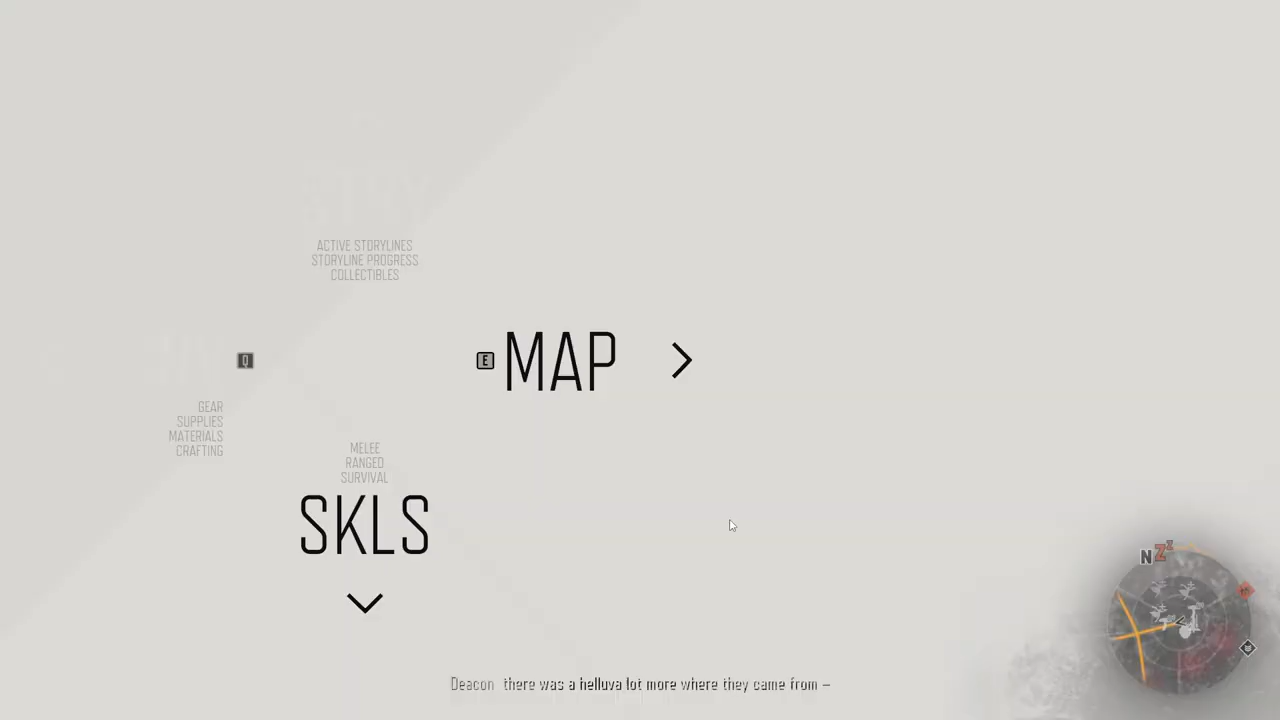 STRY
ACTIVE STORYLINES
STORYLINE PROGRESS
COLLECTIBLES
Q
E MAP
GEAR
SUPPLIES
MATERIALS
CRAFTING
MELEE
RANGED
SURVIVAL
SKLS
N Z z
Deacon there was a helluva lot more where they came from –